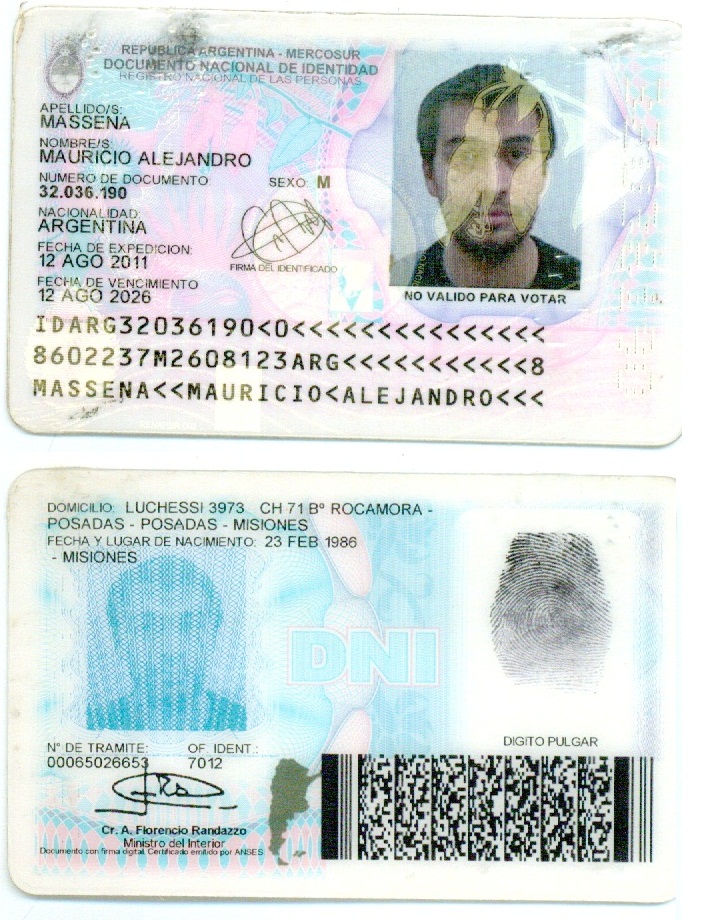 REPUBLICA ARGENTINA - MERCOSUR
DOCUMENTO NACIONAL DE IDENTIDAD
REGISTRO NACIONAL DE LAS PERSONAS
APELLIDO/S:
MASSENA
NOMBRE/S:
MAURICIO ALEJANDRO
NUMERO DE DOCUMENTO: SEXO: M
32.036.190
NACIONALIDAD:
ARGENTINA
FECHA DE EXPEDICION:
12 AGO 2011
FIRMA DEL IDENTIFICADO
FECHA DE VENCIMIENTO
12 AGO 2026
NO VALIDO PARA VOTAR
IDARG32036190<0<<<<<<<<<<<<<<<
8602237M2608123ARG<<<<<<<<<<<8
MASSENA<<MAURICIO<ALEJANDRO<<<
DOMICILIO: LUCHESSI 3973 CH 71 Bº ROCAMORA -
POSADAS - POSADAS - MISIONES
FECHA Y LUGAR DE NACIMIENTO: 23 FEB 1986
- MISIONES
DNI
DIGITO PULGAR
Nº DE TRAMITE: OF. IDENT.:
00065026653 7012
Cr. A. Florencio Randazzo
Ministro del Interior
Documento con firma digital. Certificado emitido por ANSES.